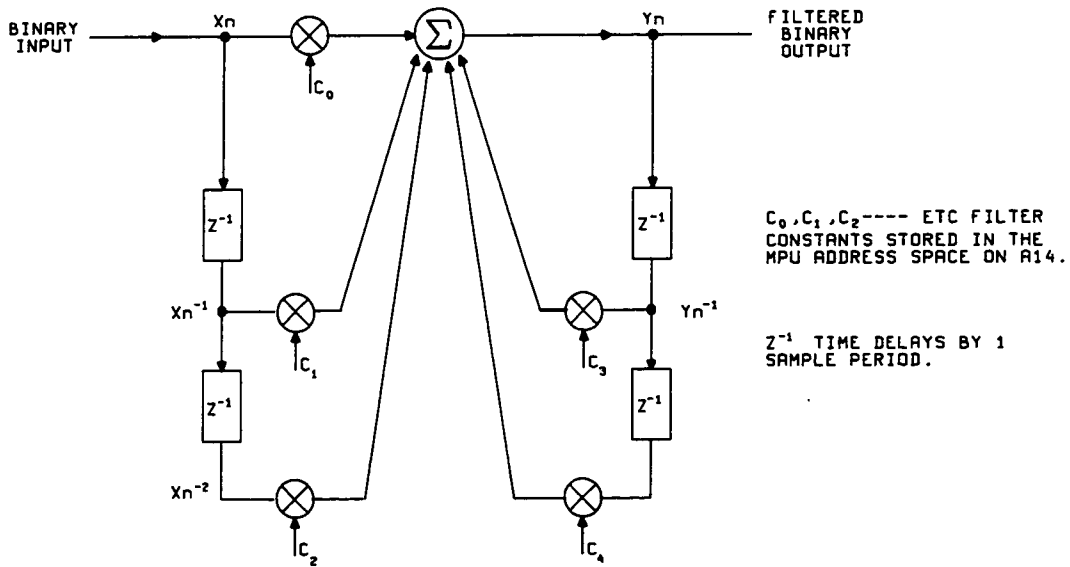 BINARY
INPUT
Xn
C₀
Σ
Yn
FILTERED
BINARY
OUTPUT
Z⁻¹
Z⁻¹
C₀,C₁,C₂---- ETC FILTER
CONSTANTS STORED IN THE
MPU ADDRESS SPACE ON A14.
Xn⁻¹
C₁
C₃
Yn⁻¹
Z⁻¹ TIME DELAYS BY 1
SAMPLE PERIOD.
Z⁻¹
Z⁻¹
Xn⁻²
C₂
C₄